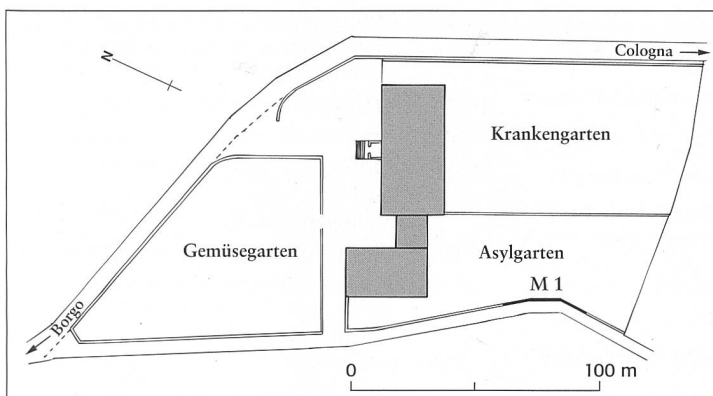 N
Cologna
Krankengarten
Gemüsegarten
Asylgarten
M 1
Borgo
0 100 m